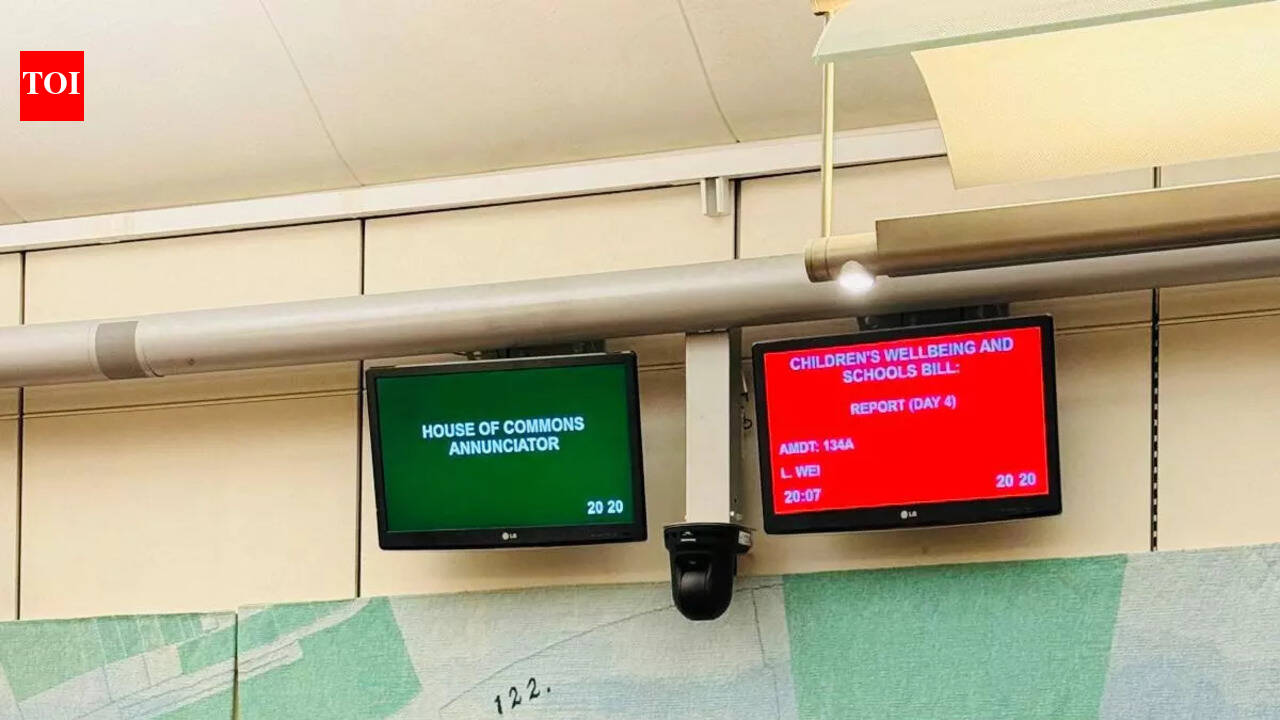 TOI
HOUSE OF COMMONS
ANNUNCIATOR
20 20
LG
CHILDREN'S WELLBEING AND
SCHOOLS BILL:
REPORT (DAY 4)
AMDT: 134A
L. WEI
20:07
20 20
LG
122.